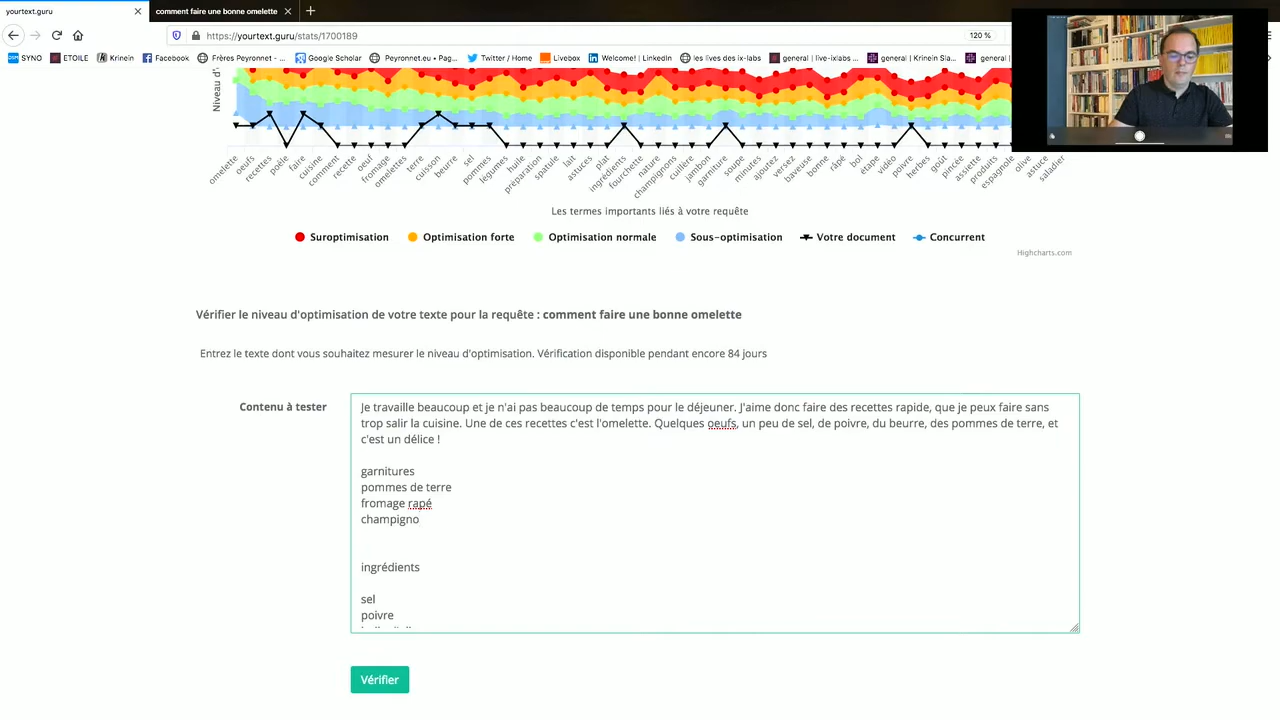 yourtext.guru
comment faire une bonne omelette
https://yourtext.guru/stats/1700189
120 %
SYNO
ETOILE
Krinein
Facebook
Frères Peyronnet -...
Google Scholar
Peyronnet.eu • Pag...
Twitter / Home
Livebox
Welcome! | LinkedIn
les lives des ix-labs
general | live-ixlabs ...
general | Krinein Sla...
general |
Niveau d'
omelette
oeufs
recettes
poêle
faire
cuisine
comment
recette
oeuf
fromage
omelettes
terre
cuisson
beurre
sel
pommes
légumes
huile
préparation
spatule
lait
astuces
plat
ingrédients
fourchette
nature
champignons
cuillère
jambon
garniture
soupe
minutes
ajoutez
versez
baveuse
bonne
râpé
bol
étape
vidéo
poivre
herbes
goût
pincée
assiette
produits
espagnole
olive
astuce
saladier
Les termes importants liés à votre requête
Suroptimisation
Optimisation forte
Optimisation normale
Sous-optimisation
Votre document
Concurrent
Highcharts.com
Vérifier le niveau d'optimisation de votre texte pour la requête : comment faire une bonne omelette
Entrez le texte dont vous souhaitez mesurer le niveau d'optimisation. Vérification disponible pendant encore 84 jours
Contenu à tester
Je travaille beaucoup et je n'ai pas beaucoup de temps pour le déjeuner. J'aime donc faire des recettes rapide, que je peux faire sans
trop salir la cuisine. Une de ces recettes c'est l'omelette. Quelques oeufs, un peu de sel, de poivre, du beurre, des pommes de terre, et
c'est un délice !
garnitures
pommes de terre
fromage rapé
champigno
ingrédients
sel
poivre
Vérifier